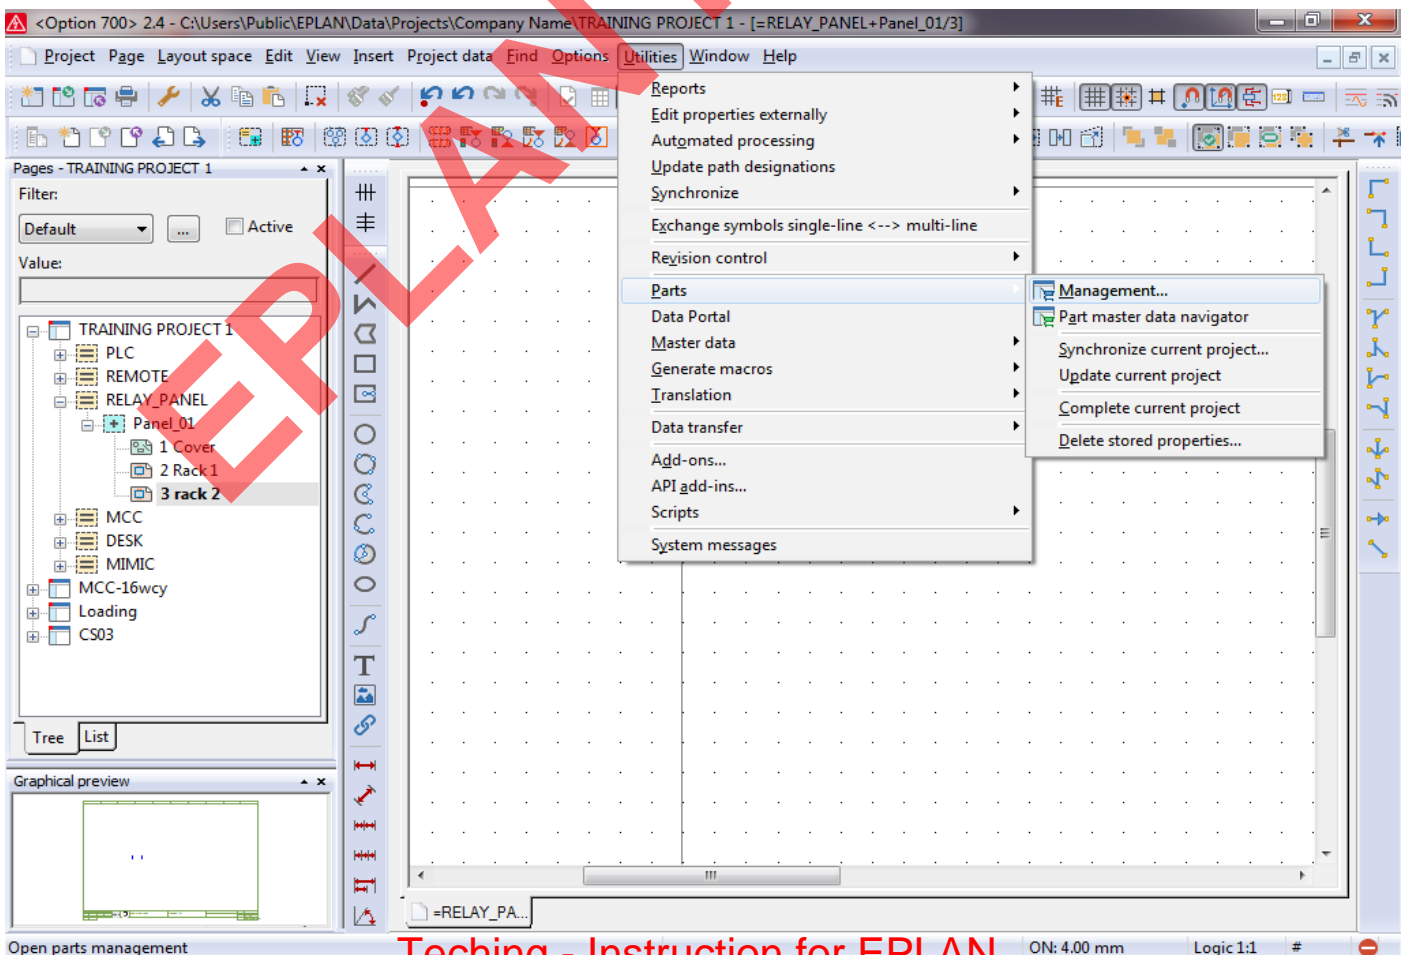 <Option 700> 2.4 - C:\Users\Public\EPLAN\Data\Projects\Company Name\TRAINING PROJECT 1 - [=RELAY_PANEL+Panel_01/3]
Project Page Layout space Edit View Insert Project data Find Options Utilities Window Help
Pages - TRAINING PROJECT 1
Filter:
Default
...
Active
Value:
TRAINING PROJECT 1
PLC
REMOTE
RELAY_PANEL
Panel_01
1 Cover
2 Rack 1
3 rack 2
MCC
DESK
MIMIC
MCC-16wcy
Loading
CS03
Tree
List
Graphical preview
Reports
Edit properties externally
Automated processing
Update path designations
Synchronize
Exchange symbols single-line <--> multi-line
Revision control
Parts
Data Portal
Master data
Generate macros
Translation
Data transfer
Add-ons...
API add-ins...
Scripts
System messages
Management...
Part master data navigator
Synchronize current project...
Update current project
Complete current project
Delete stored properties...
=RELAY_PA...
EPLAN
Teching - Instruction for EPLAN
Open parts management
ON: 4.00 mm
Logic 1:1
#